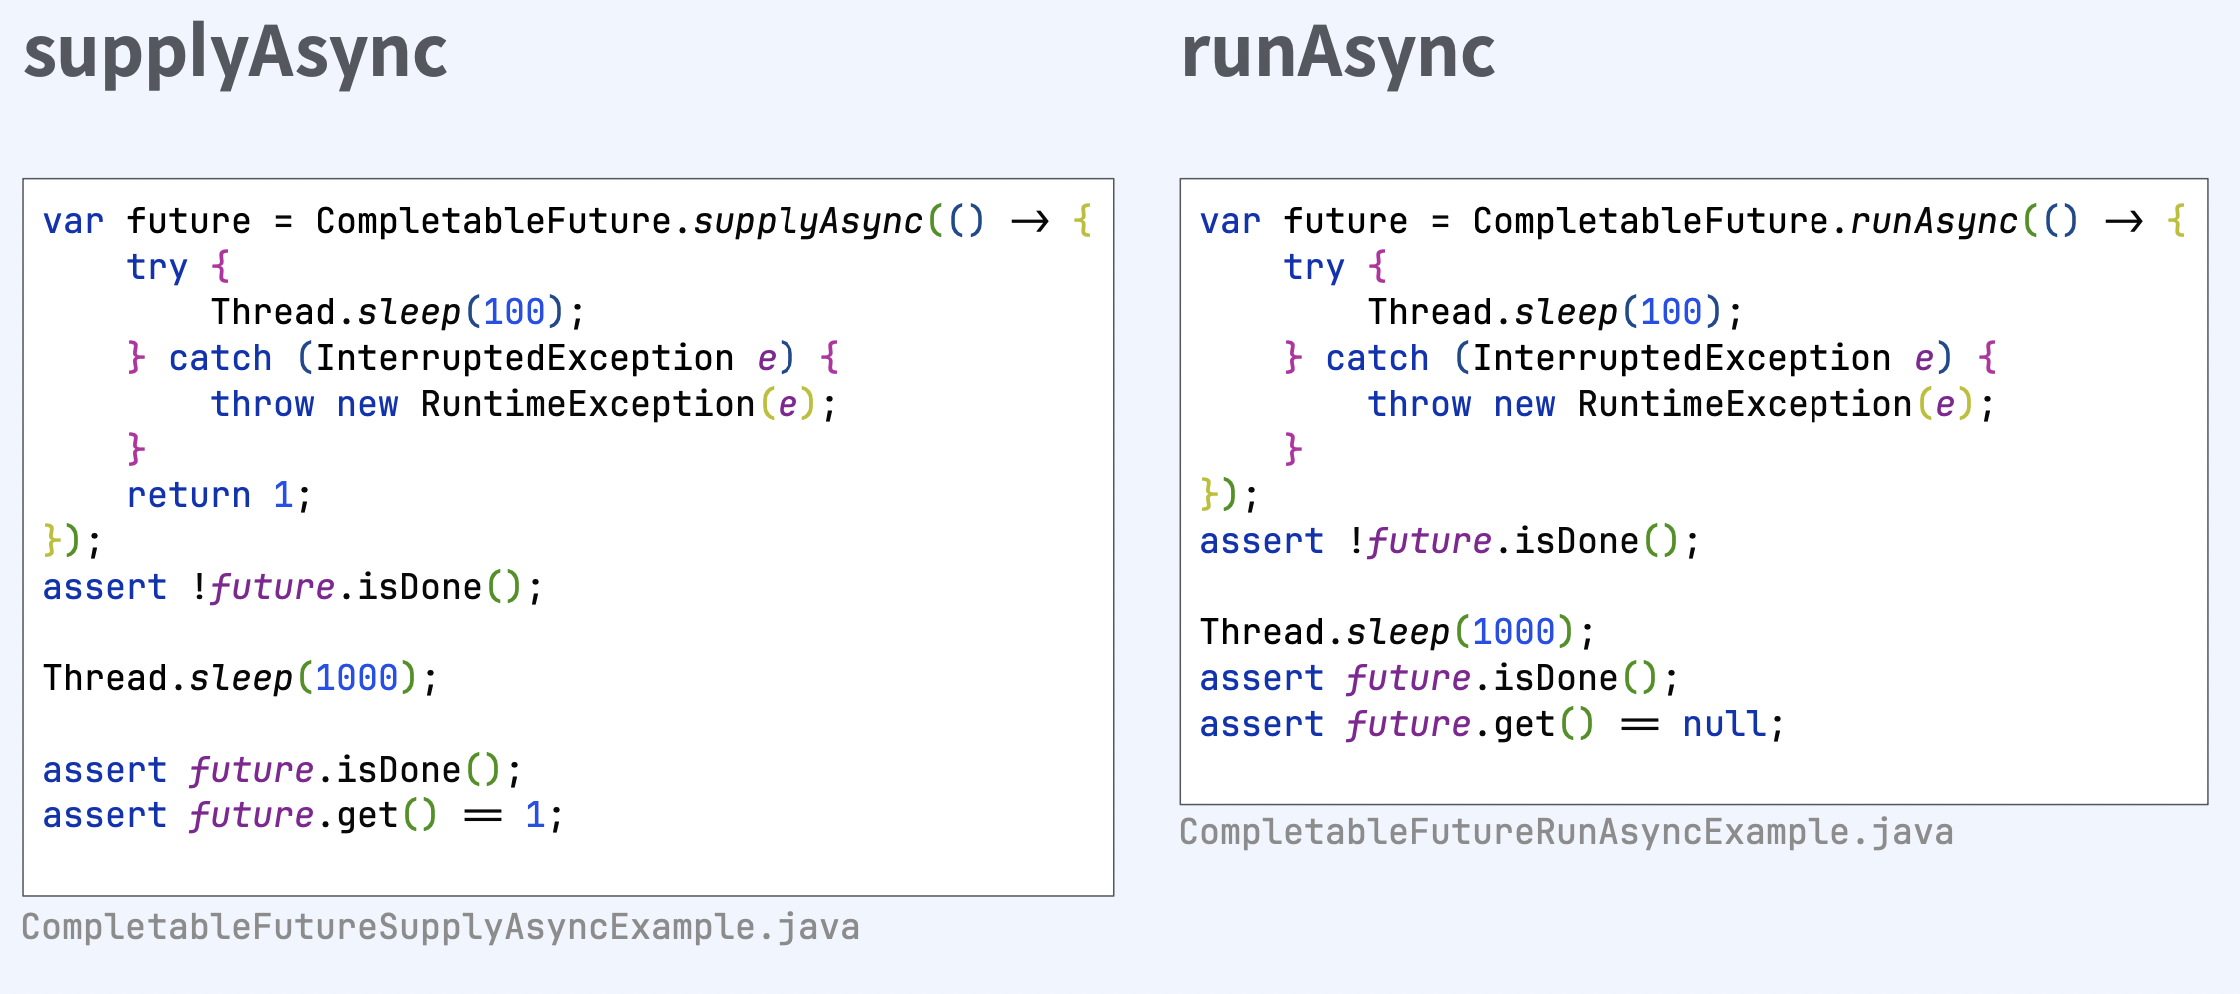 supplyAsync
var future = CompletableFuture.supplyAsync(() -> {
    try {
        Thread.sleep(100);
    } catch (InterruptedException e) {
        throw new RuntimeException(e);
    }
    return 1;
});
assert !future.isDone();
Thread.sleep(1000);
assert future.isDone();
assert future.get() == 1;
CompletableFutureSupplyAsyncExample.java
runAsync
var future = CompletableFuture.runAsync(() -> {
    try {
        Thread.sleep(100);
    } catch (InterruptedException e) {
        throw new RuntimeException(e);
    }
});
assert !future.isDone();
Thread.sleep(1000);
assert future.isDone();
assert future.get() == null;
CompletableFutureRunAsyncExample.java